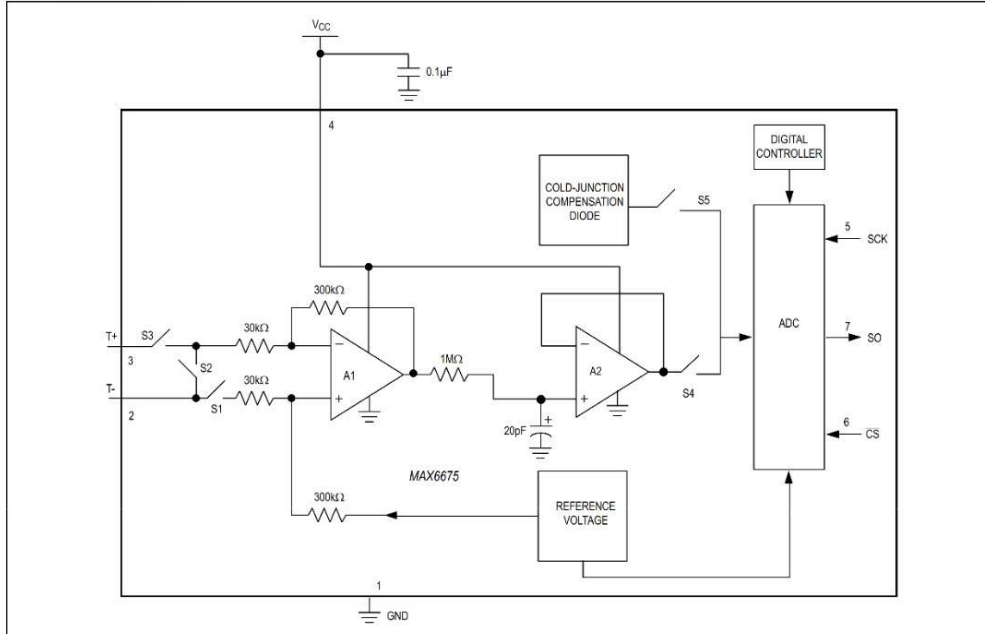 VCC
0.1µF
4
DIGITAL
CONTROLLER
COLD-JUNCTION
COMPENSATION
DIODE
S5
5
SCK
300kΩ
ADC
7
SO
T+
S3
3
30kΩ
S2
A1
1MΩ
A2
S4
T-
2
S1
30kΩ
20pF
6
CS
MAX6675
300kΩ
REFERENCE
VOLTAGE
1
GND